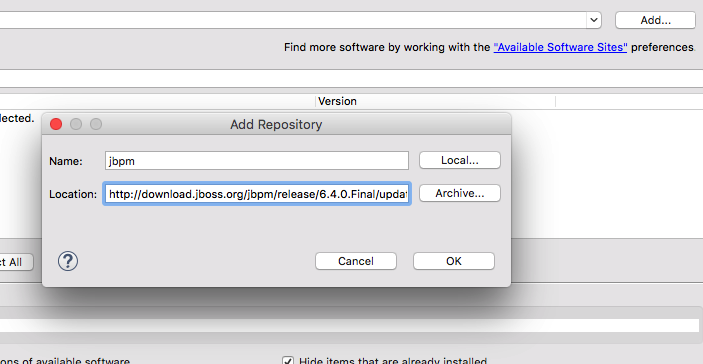 Add...
Find more software by working with the "Available Software Sites" preferences.
Version
lected.
Add Repository
Name: jbpm Local...
Location: http://download.jboss.org/jbpm/release/6.4.0.Final/updat Archive...
?
ct All Cancel OK
ons of available software Hide items that are already installed